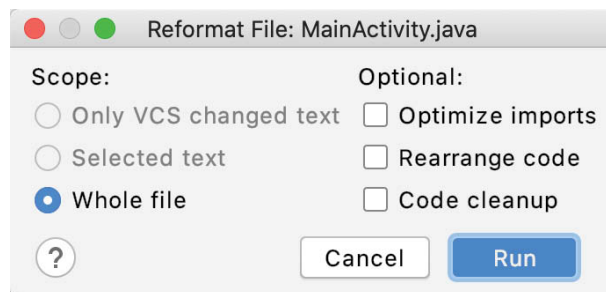 Reformat File: MainActivity.java
Scope:
Optional:
Only VCS changed text
Optimize imports
Selected text
Rearrange code
Whole file
Code cleanup
?
Cancel
Run